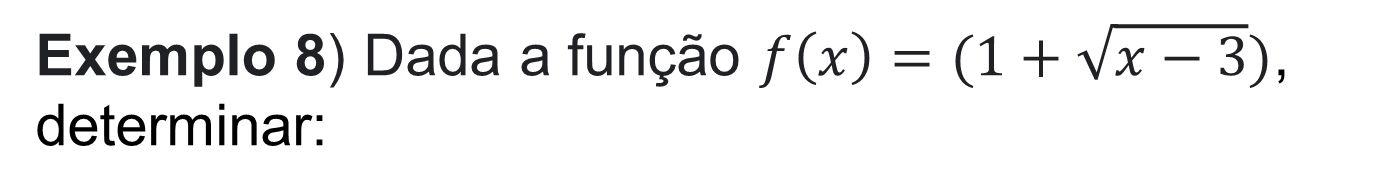 Exemplo 8) Dada a função f(x) = (1 + √x − 3),
determinar: